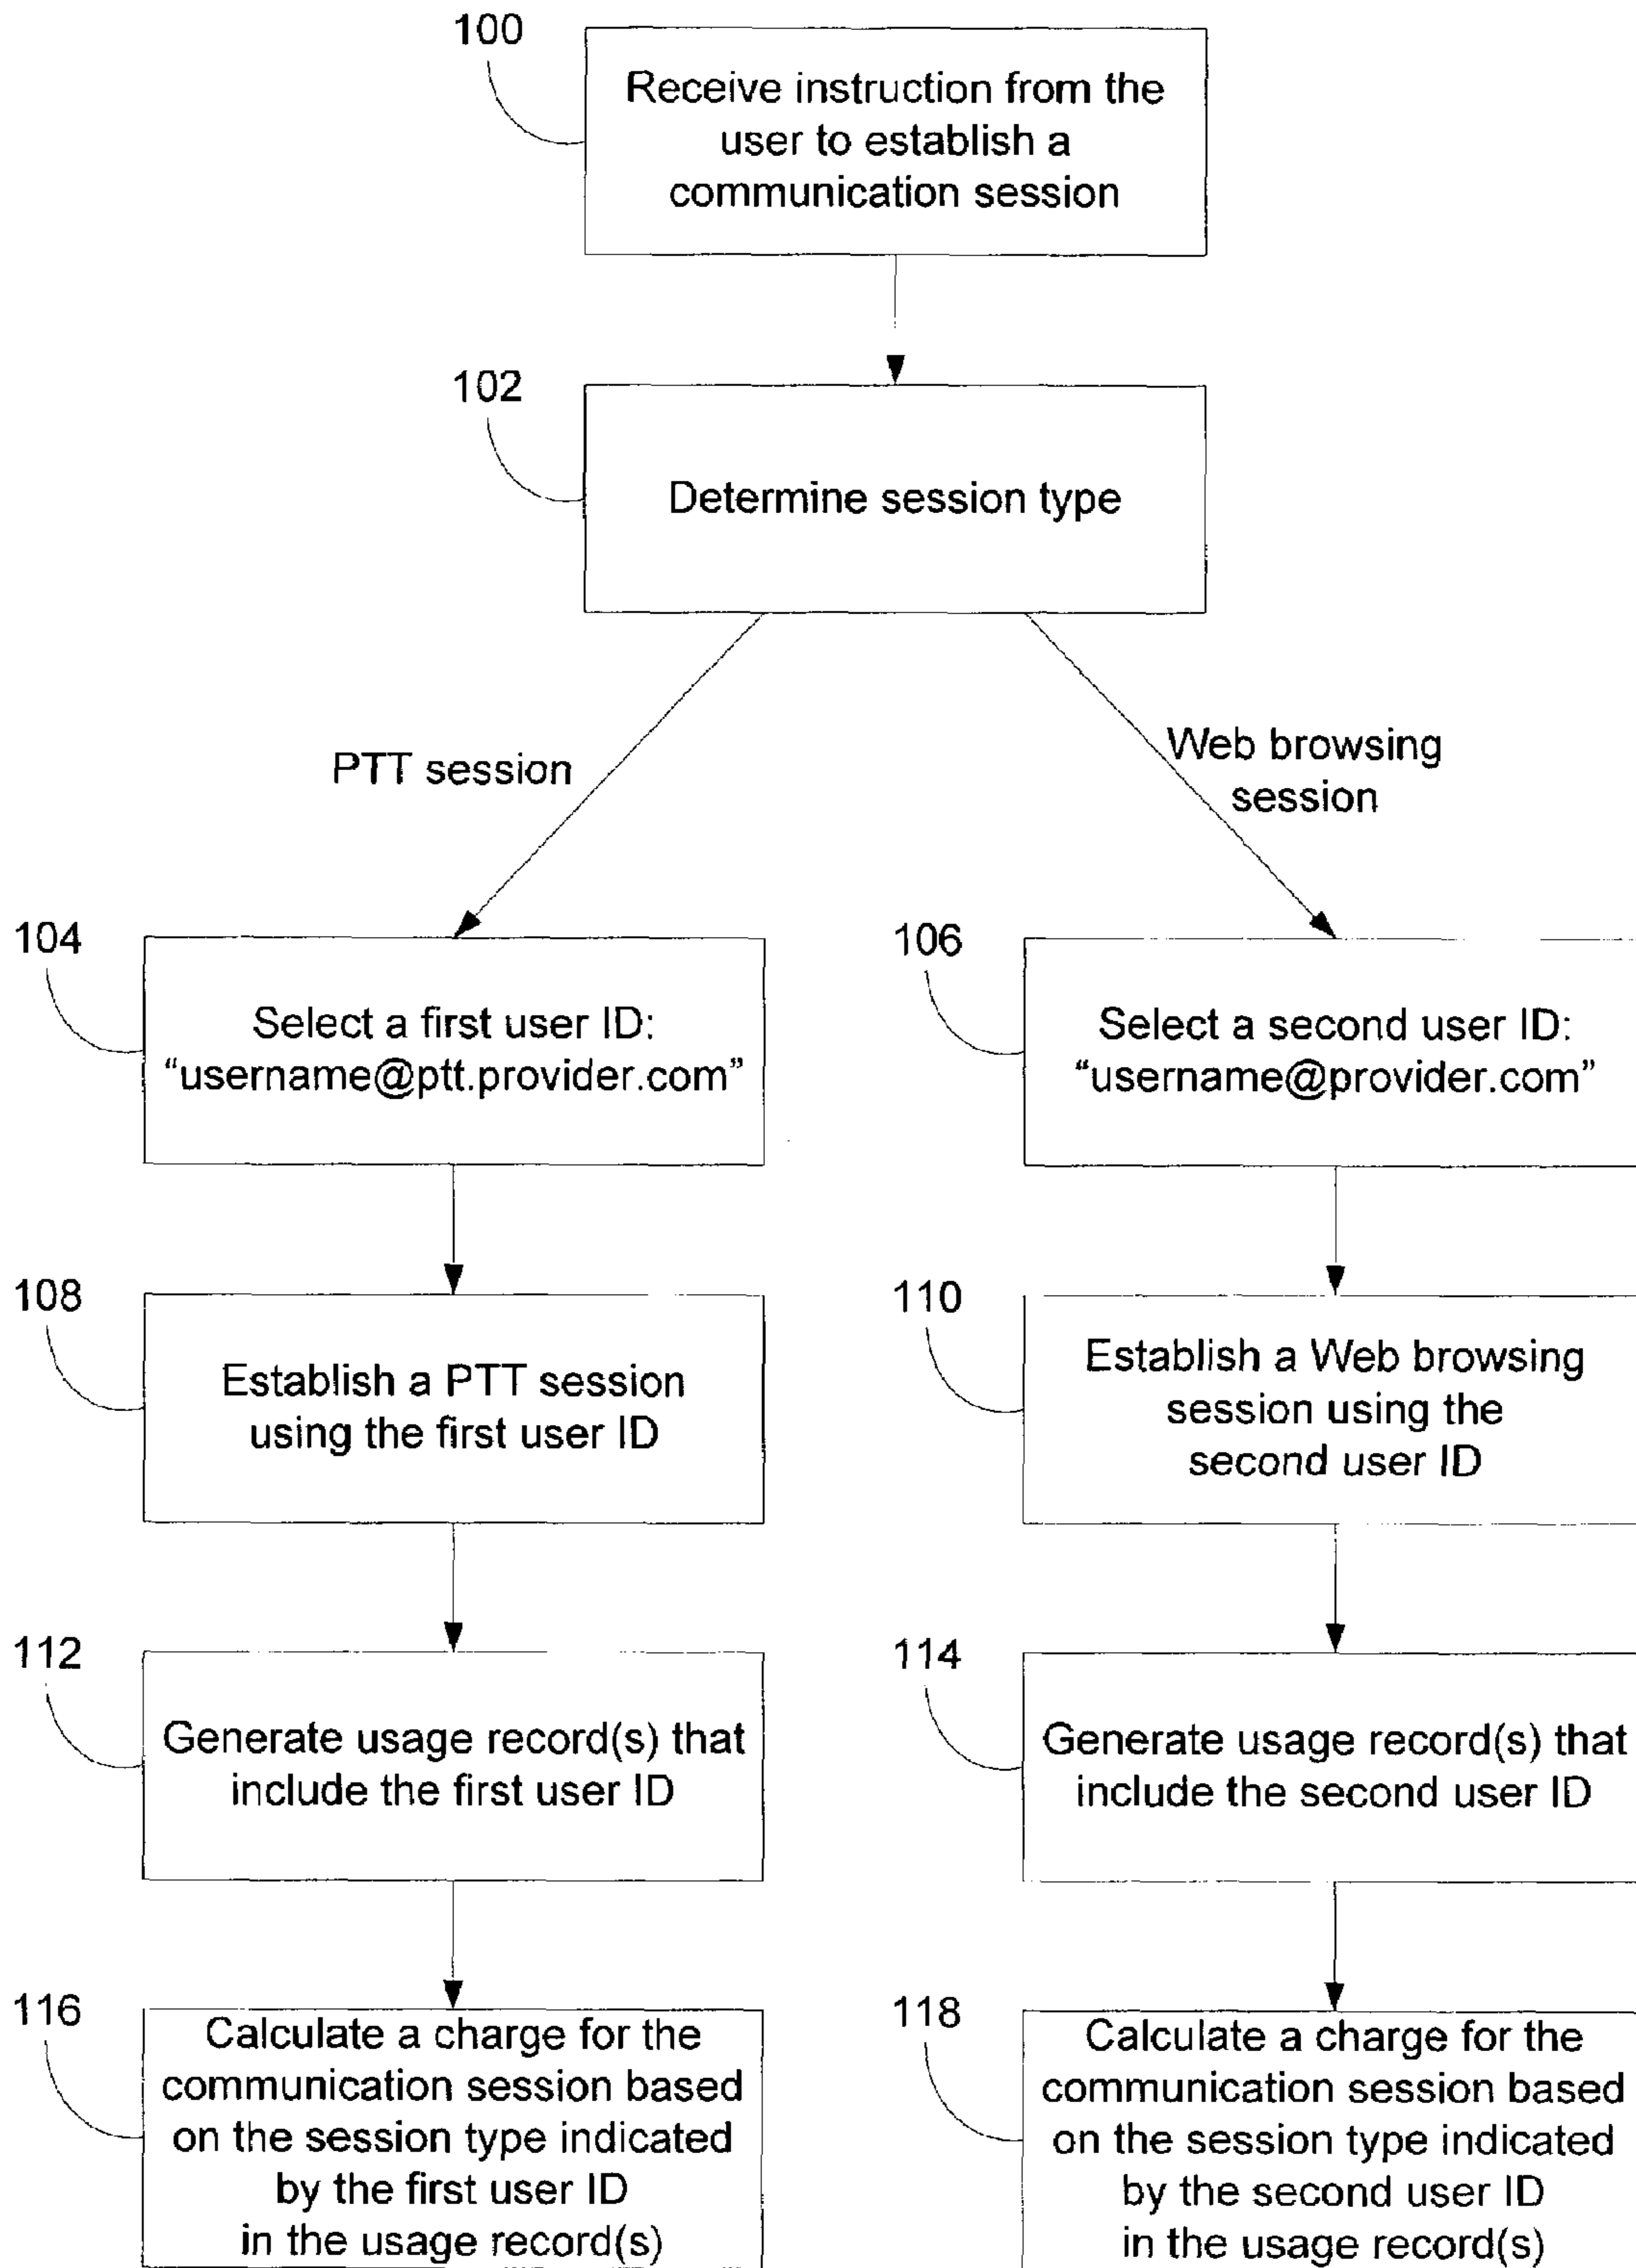 100
Receive instruction from the
user to establish a
communication session
102
Determine session type
PTT session
Web browsing
session
104
Select a first user ID:
“username@ptt.provider.com”
106
Select a second user ID:
“username@provider.com”
108
Establish a PTT session
using the first user ID
110
Establish a Web browsing
session using the
second user ID
112
Generate usage record(s) that
include the first user ID
114
Generate usage record(s) that
include the second user ID
116
Calculate a charge for the
communication session based
on the session type indicated
by the first user ID
in the usage record(s)
118
Calculate a charge for the
communication session based
on the session type indicated
by the second user ID
in the usage record(s)